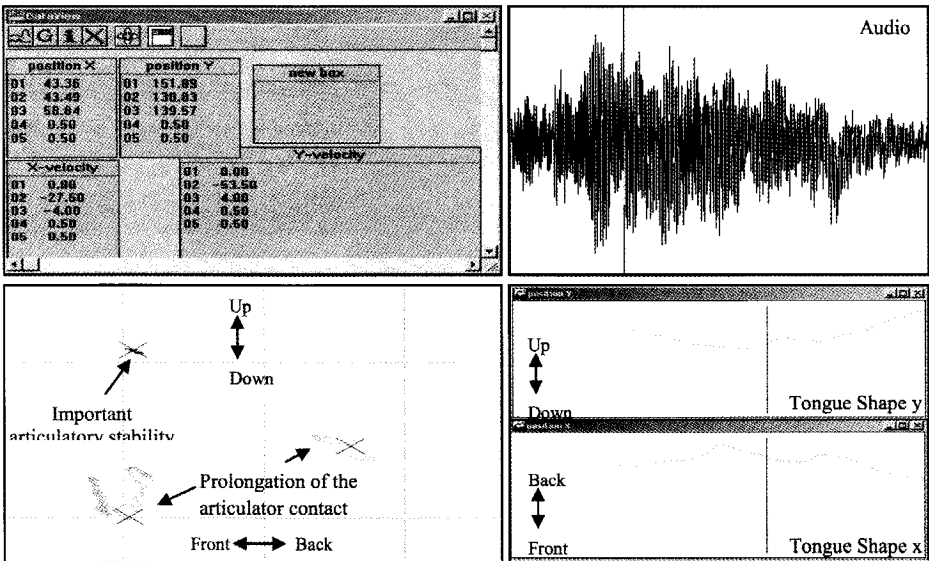 position X
01 43.36
02 43.49
03
04 0.50
05 0.50
position Y
01 151.89
02 130.83
03 139.57
04 0.50
05 0.50
new box
X-velocity
01 0.00
02 -27.50
03 -4.00
04 0.50
05 0.50
Y-velocity
01 0.00
02 -53.50
03 4.00
04 0.50
05 0.50
Audio
Up
Down
Important
articulatory stability
Prolongation of the
articulator contact
Front
Back
position Y
Up
Down
Tongue Shape y
position X
Back
Front
Tongue Shape x